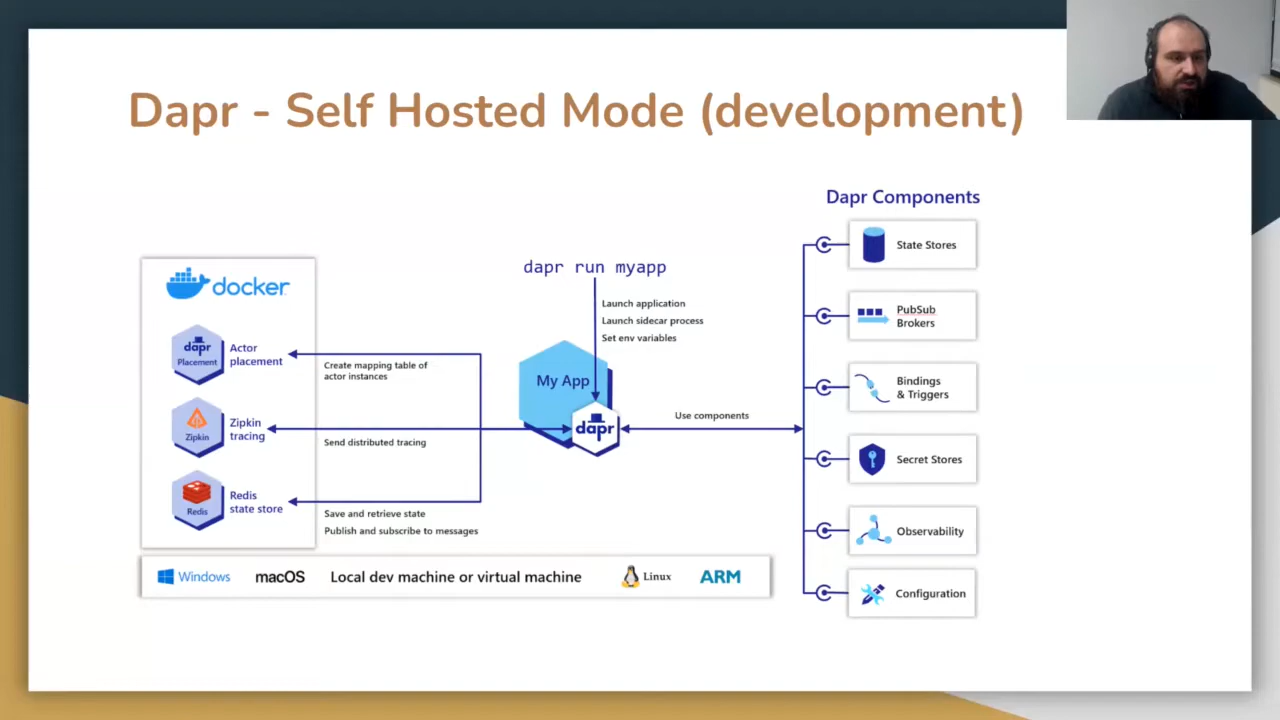 Dapr - Self Hosted Mode (development)
Dapr Components
State Stores
PubSub
Brokers
Bindings
& Triggers
Secret Stores
Observability
Configuration
dapr run myapp
Launch application
Launch sidecar process
Set env variables
My App
dapr
Use components
docker
dapr
Placement
Actor
placement
Create mapping table of
actor instances
Zipkin
Zipkin
tracing
Send distributed tracing
Redis
Redis
state store
Save and retrieve state
Publish and subscribe to messages
Windows
macOS
Local dev machine or virtual machine
Linux
ARM